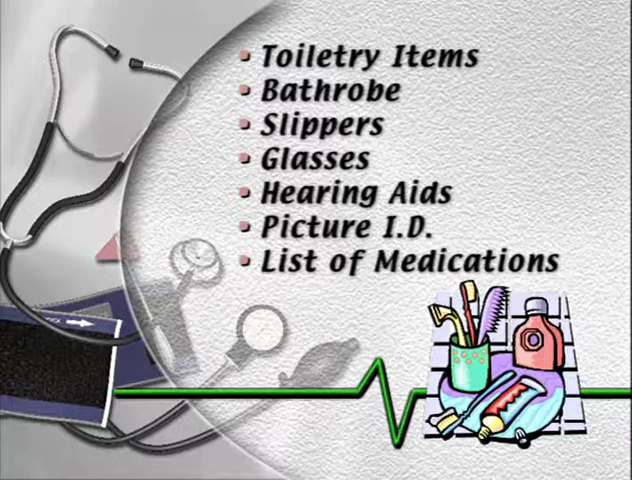 Toiletry Items
Bathrobe
Slippers
Glasses
Hearing Aids
Picture I.D.
List of Medications